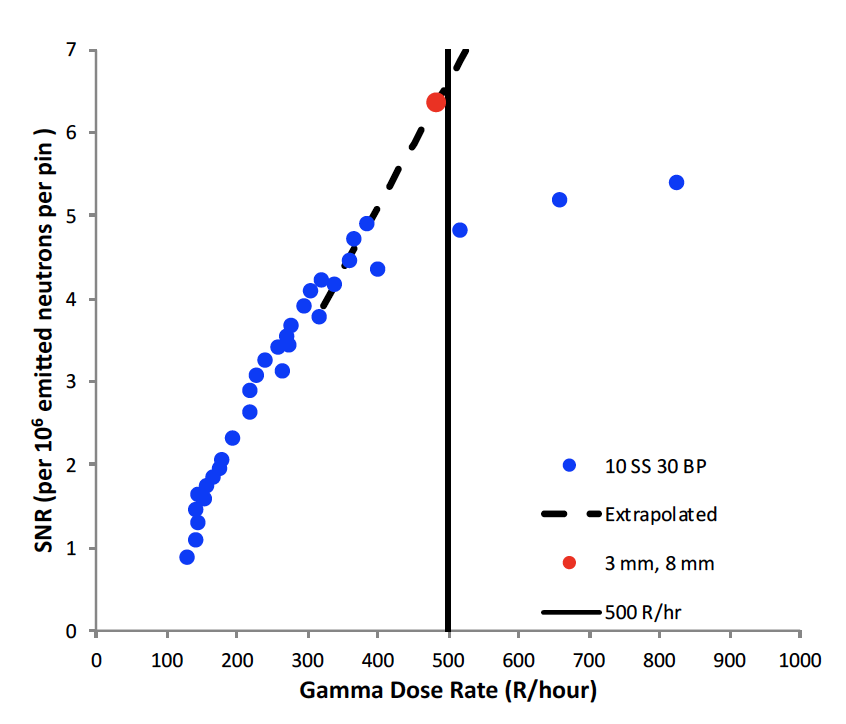 7
6
5
4
3
2
1
0
SNR (per 10⁶ emitted neutrons per pin )
10 SS 30 BP
Extrapolated
3 mm, 8 mm
500 R/hr
0 100 200 300 400 500 600 700 800 900 1000
Gamma Dose Rate (R/hour)